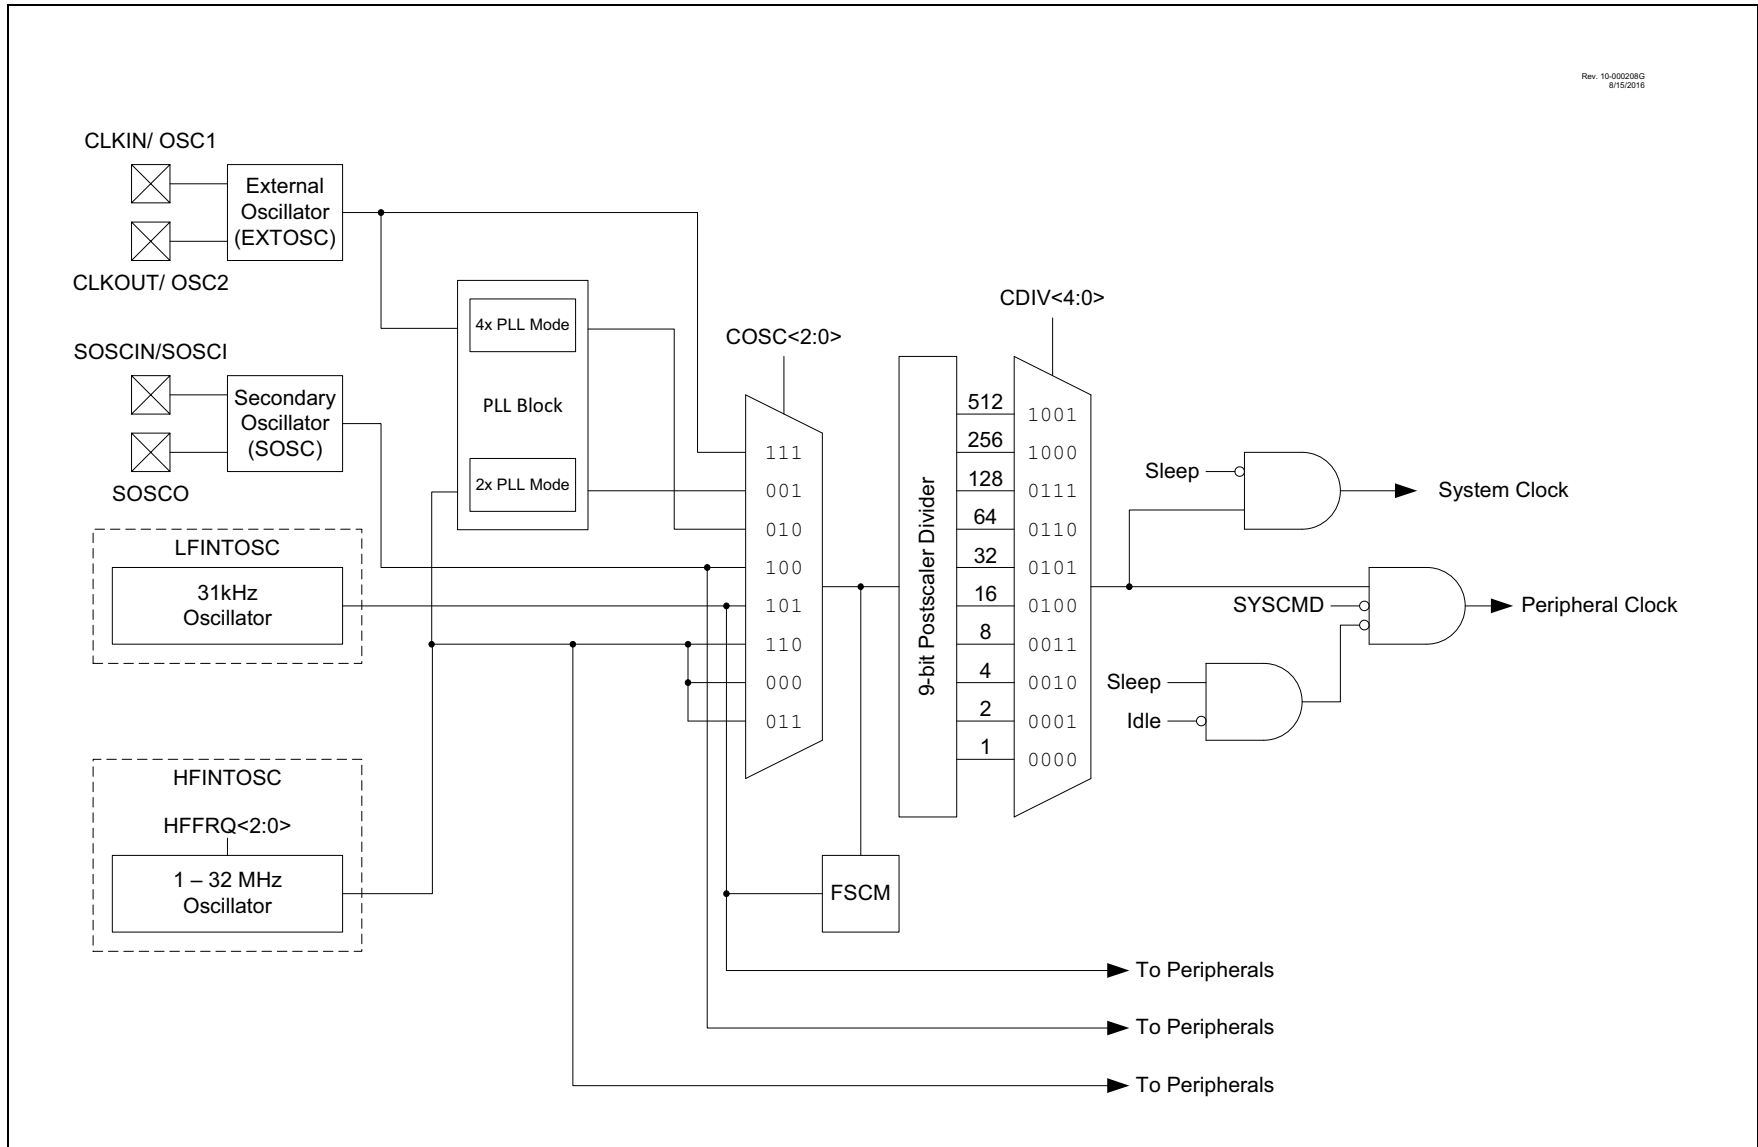 Rev. 10-000208G
8/15/2016
CLKIN/ OSC1
External
Oscillator
(EXTOSC)
CLKOUT/ OSC2
SOSCIN/SOSCI
Secondary
Oscillator
(SOSC)
SOSCO
LFINTOSC
31kHz
Oscillator
HFINTOSC
HFFRQ<2:0>
1 – 32 MHz
Oscillator
4x PLL Mode
PLL Block
2x PLL Mode
COSC<2:0>
111
001
010
100
101
110
000
011
FSCM
9-bit Postscaler Divider
CDIV<4:0>
512 1001
256 1000
128 0111
64 0110
32 0101
16 0100
8 0011
4 0010
2 0001
1 0000
Sleep
System Clock
SYSCMD
Peripheral Clock
Sleep
Idle
To Peripherals
To Peripherals
To Peripherals